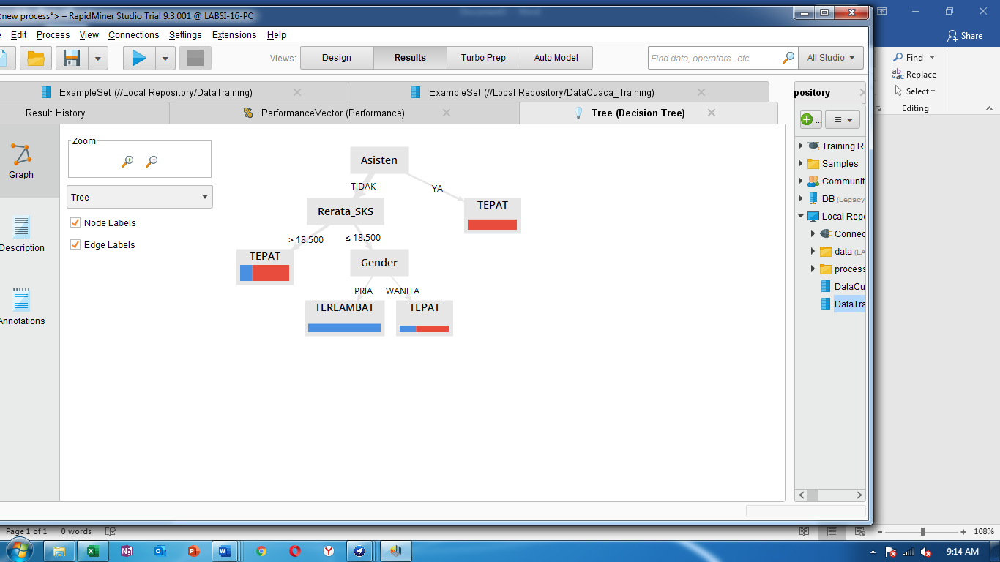 new process*> – RapidMiner Studio Trial 9.3.001 @ LABSI-16-PC
Edit Process View Connections Settings Extensions Help
Share
Views: Design Results Turbo Prep Auto Model
Find data, operators...etc
All Studio
Find
Replace
Select
Editing
ExampleSet (//Local Repository/DataTraining)
ExampleSet (//Local Repository/DataCuaca_Training)
pository
Result History
PerformanceVector (Performance)
Tree (Decision Tree)
Zoom
Graph
Tree
Node Labels
Edge Labels
Description
Annotations
Asisten
TIDAK
YA
Rerata_SKS
TEPAT
> 18.500
≤ 18.500
TEPAT
Gender
PRIA
WANITA
TERLAMBAT
TEPAT
...
Training Re
Samples
Community
DB (Legacy
Local Repo
Connec
data (LA
process
DataCu
DataTra
Page 1 of 1 0 words
108%
9:14 AM